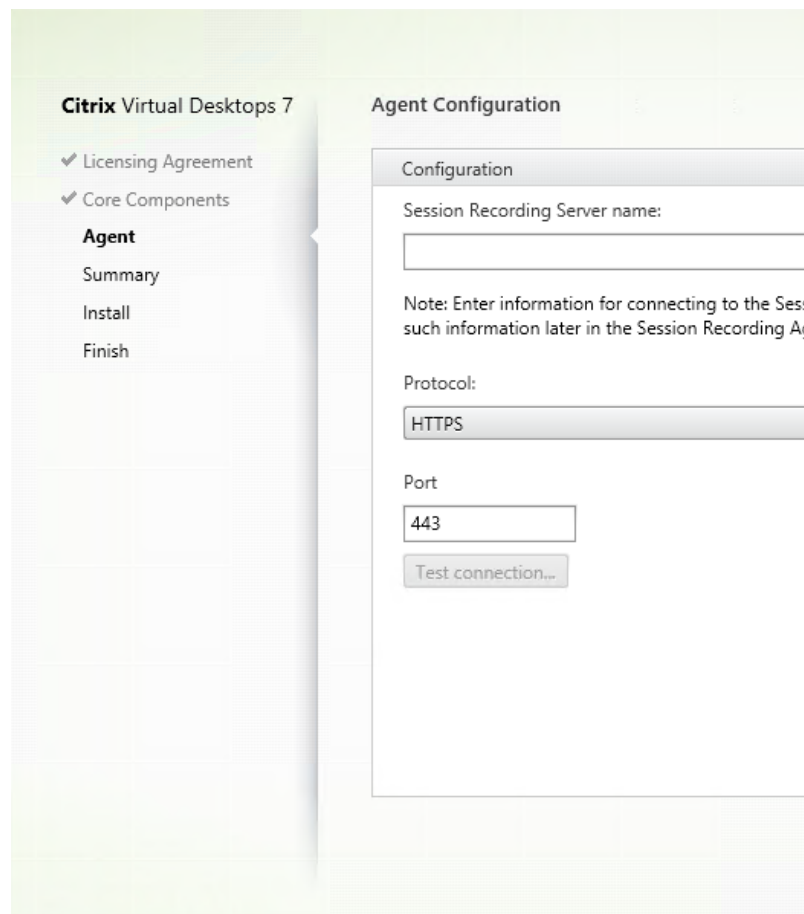 Citrix Virtual Desktops 7
Licensing Agreement
Core Components
Agent
Summary
Install
Finish
Agent Configuration
Configuration
Session Recording Server name:
Note: Enter information for connecting to the
such information later in the Session Recording
Protocol:
HTTPS
Port
443
Test connection...